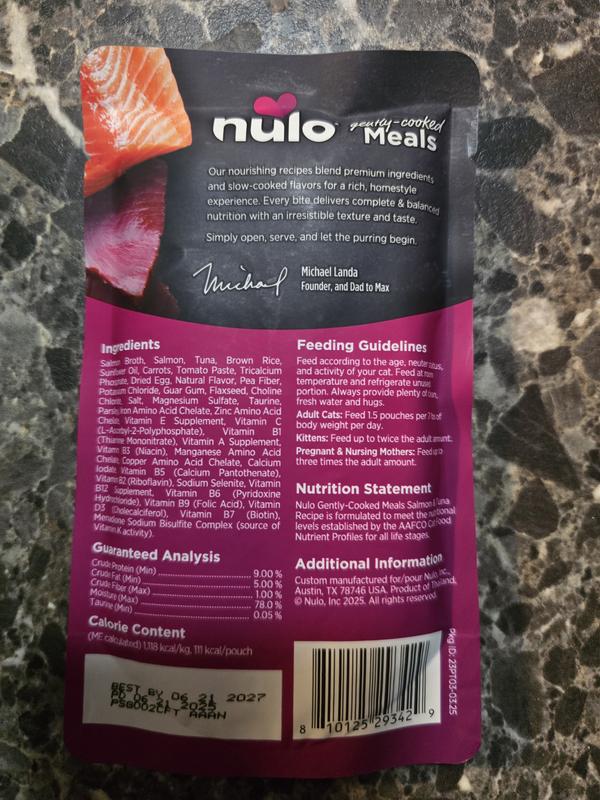 nulo gently-cooked Meals
Our nourishing recipes blend premium ingredients
and slow-cooked flavors for a rich, homestyle
experience. Every bite delivers complete & balanced
nutrition with an irresistible texture and taste.
Simply open, serve, and let the purring begin.
Michael
Michael Landa
Founder, and Dad to Max
Ingredients
Salmon Broth, Salmon, Tuna, Brown Rice,
Sunflower Oil, Carrots, Tomato Paste, Tricalcium
Phosphate, Dried Egg, Natural Flavor, Pea Fiber,
Potassium Chloride, Guar Gum, Flaxseed, Choline
Chloride, Salt, Magnesium Sulfate, Taurine,
Parsley, Iron Amino Acid Chelate, Zinc Amino Acid
Chelate, Vitamin E Supplement, Vitamin C
(L-Ascorbyl-2-Polyphosphate), Vitamin B1
(Thiamine Mononitrate), Vitamin A Supplement,
Vitamin B3 (Niacin), Manganese Amino Acid
Chelate, Copper Amino Acid Chelate, Calcium
Iodate, Vitamin B5 (Calcium Pantothenate),
Vitamin B2 (Riboflavin), Sodium Selenite, Vitamin
B12 Supplement, Vitamin B6 (Pyridoxine
Hydrochloride), Vitamin B9 (Folic Acid), Vitamin
D3 (Cholecalciferol), Vitamin B7 (Biotin),
Menadione Sodium Bisulfite Complex (source of
Vitamin K activity).
Guaranteed Analysis
Crude Protein (Min) 9.00 %
Crude Fat (Min) 5.00 %
Crude Fiber (Max) 1.00 %
Moisture (Max) 78.0 %
Taurine (Min) 0.05 %
Calorie Content
(ME calculated) 1,118 kcal/kg, 111 kcal/pouch
BEST BY 06 21 2027
PD 06 21 2025
PSG002CFT AAAN
Feeding Guidelines
Feed according to the age, neuter status,
and activity of your cat. Feed at room
temperature and refrigerate unused
portion. Always provide plenty of clean,
fresh water and hugs.
Adult Cats: Feed 1.5 pouches per 7 lb of
body weight per day.
Kittens: Feed up to twice the adult amount.
Pregnant & Nursing Mothers: Feed up to
three times the adult amount.
Nutrition Statement
Nulo Gently-Cooked Meals Salmon & Tuna
Recipe is formulated to meet the nutritional
levels established by the AAFCO Cat Food
Nutrient Profiles for all life stages.
Additional Information
Custom manufactured for/pour Nulo, Inc.,
Austin, TX 78746 USA. Product of Thailand.
© Nulo, Inc 2025. All rights reserved.
8 10125 29342 9
Pkg ID: 23PT03-0325